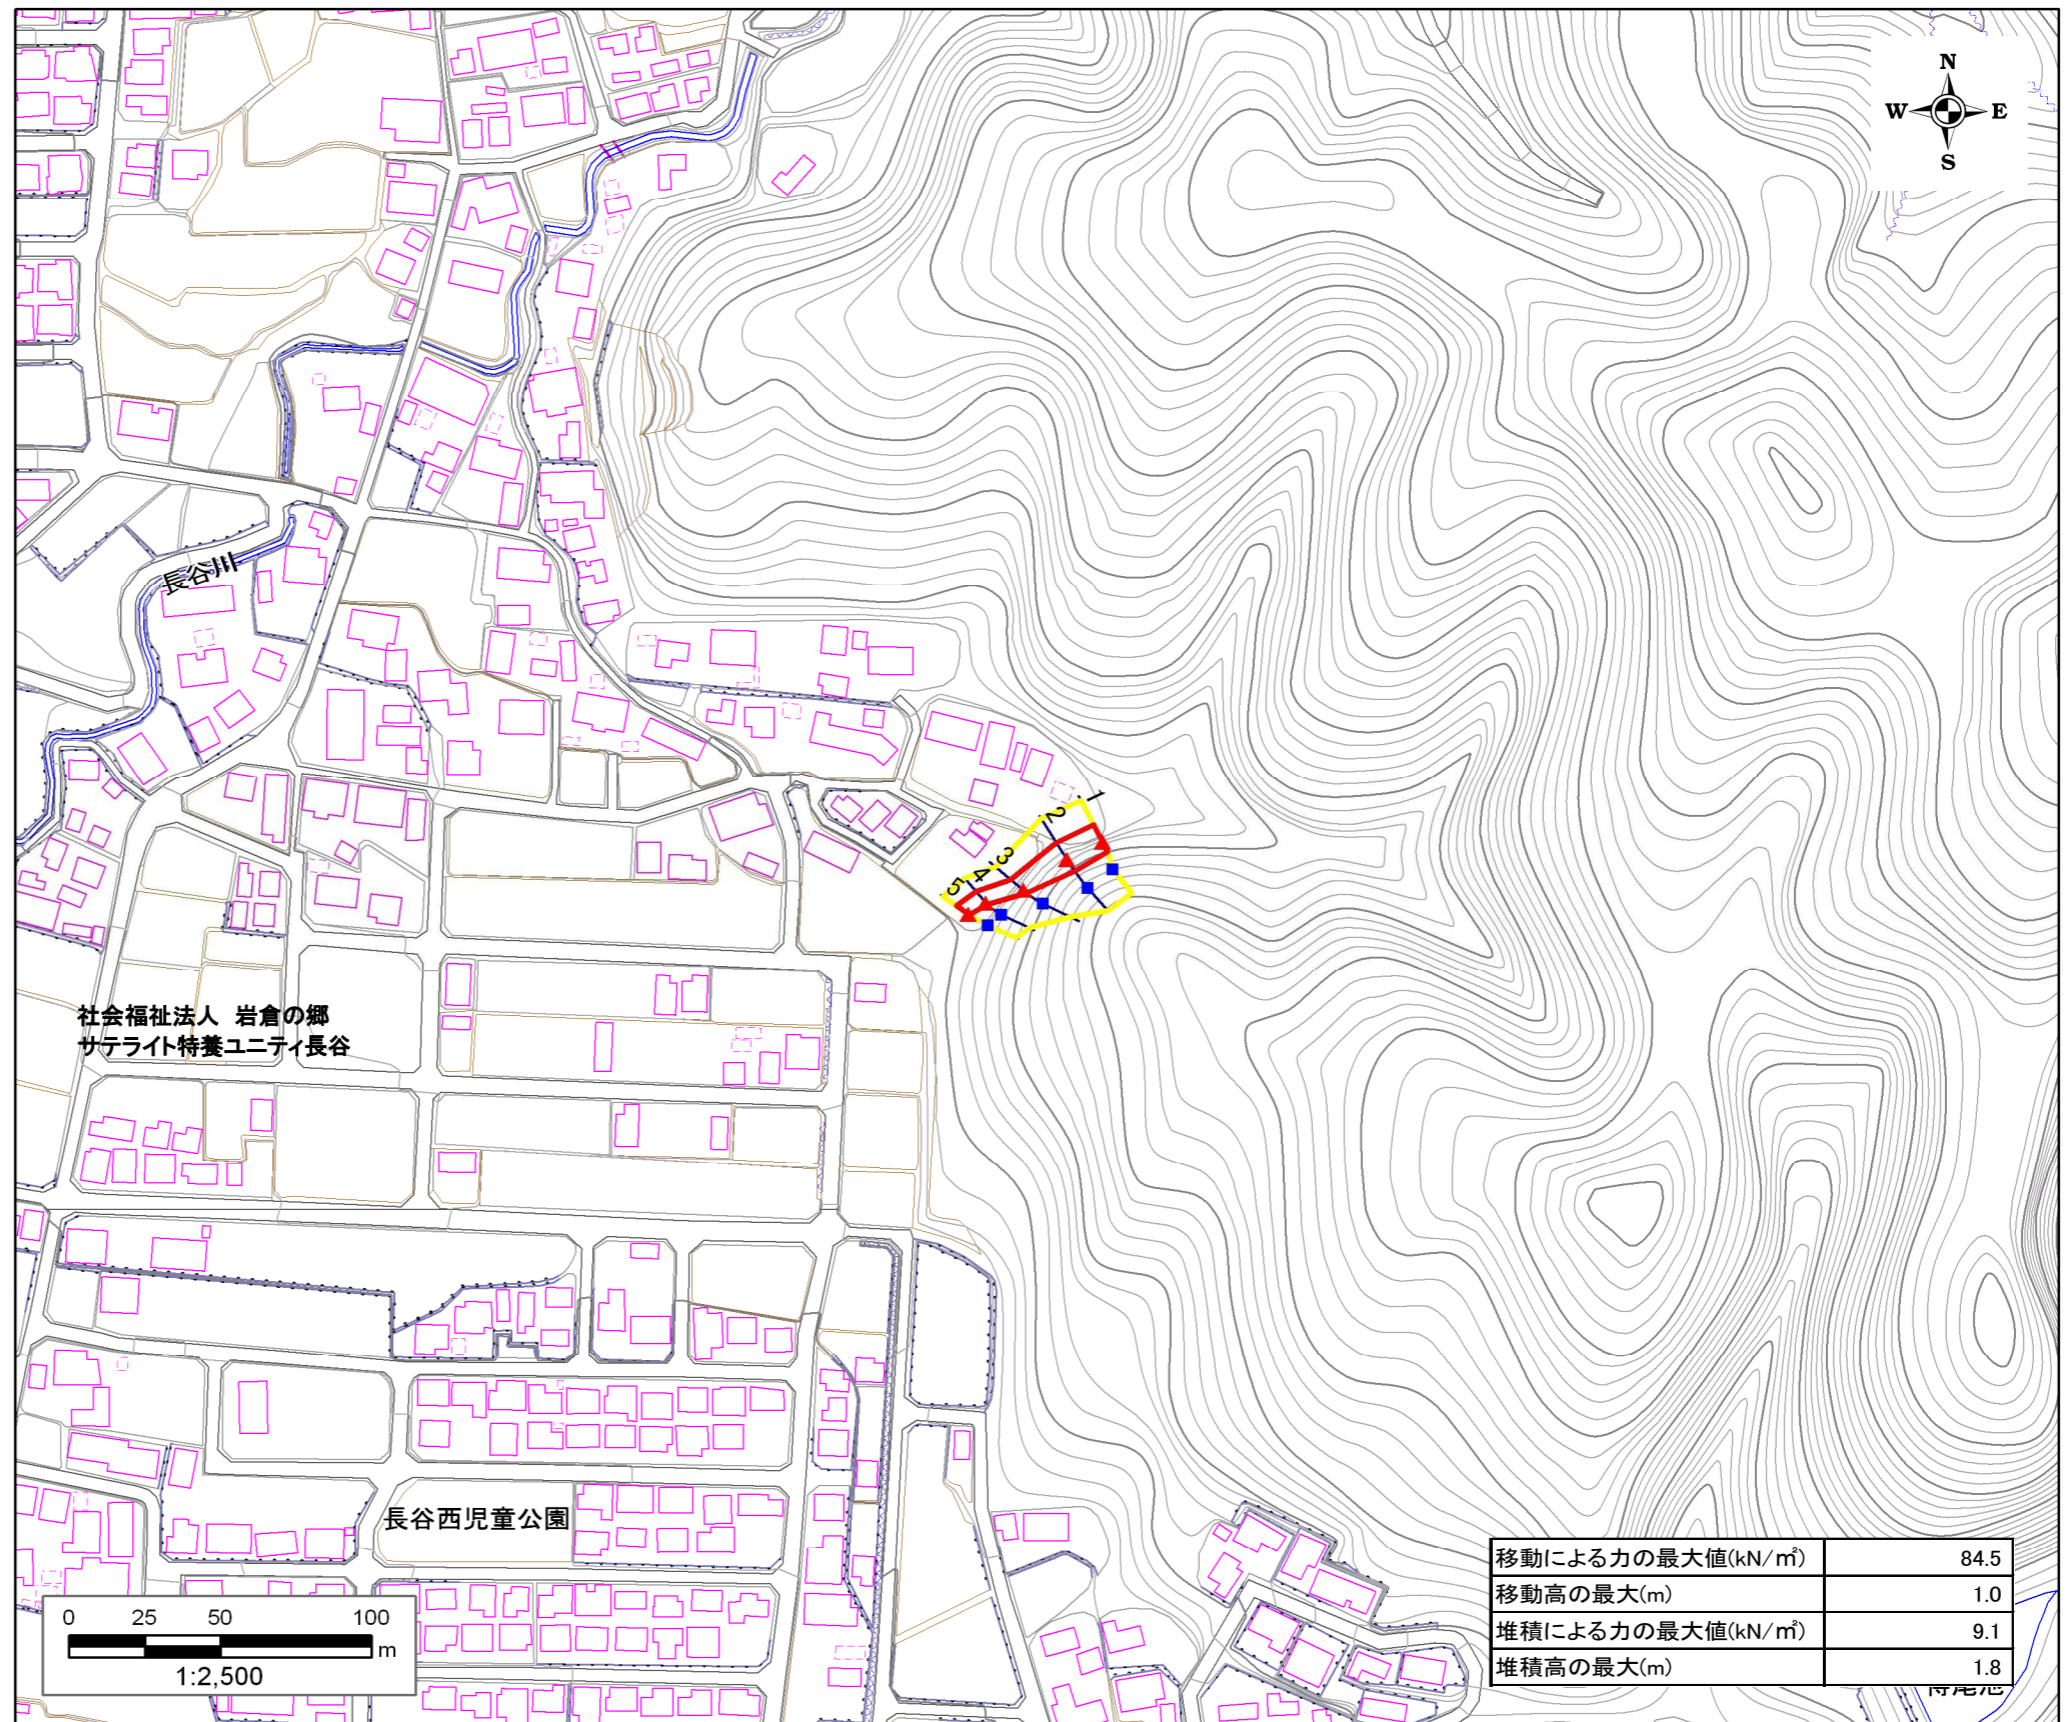 N
W E
S
長谷川
1
2
3
4
5
社会福祉法人 岩倉の郷
サテライト特養ユニティ長谷
長谷西児童公園
移動による力の最大値(kN/㎡) 84.5
移動高の最大(m) 1.0
堆積による力の最大値(kN/㎡) 9.1
堆積高の最大(m) 1.8
0 25 50 100
m
1:2,500